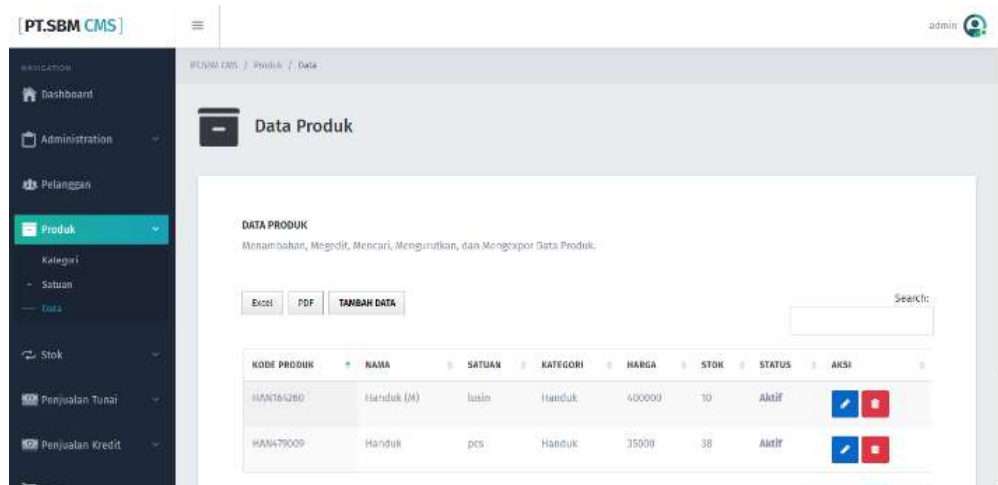 [PT.SBM CMS]
admin
NAVIGATION
PT.SBM CMS / Produk / Data
Dashboard
Data Produk
Administration
Pelanggan
Produk
Kategori
Satuan
Data
Stok
Penjualan Tunai
Penjualan Kredit
DATA PRODUK
Menambahan, Megedit, Mencari, Mengurutkan, dan Mengexpor Data Produk.
Excel PDF TAMBAH DATA
Search:
KODE PRODUK NAMA SATUAN KATEGORI HARGA STOK STATUS AKSI
HAN164260 Handuk (M) lusin Handuk 400000 10 Aktif
HAN479009 Handuk pcs Handuk 35000 38 Aktif